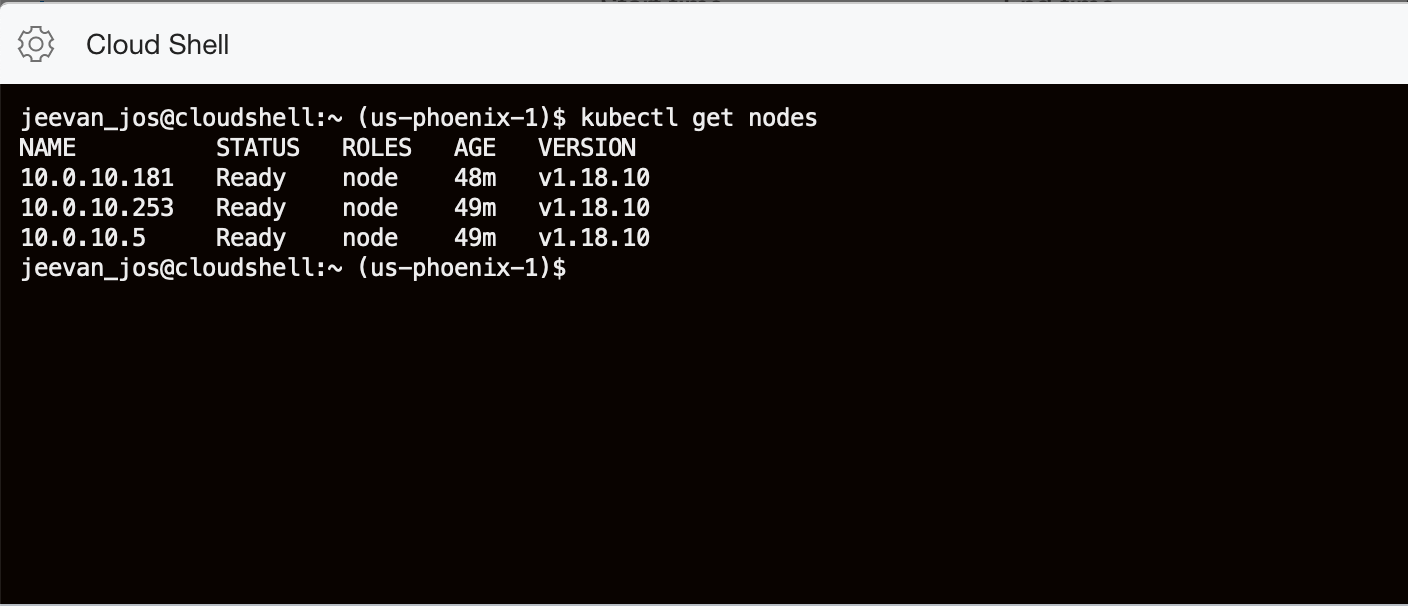 Cloud Shell
jeevan_jos@cloudshell:~ (us-phoenix-1)$ kubectl get nodes
NAME          STATUS   ROLES   AGE   VERSION
10.0.10.181   Ready    node    48m   v1.18.10
10.0.10.253   Ready    node    49m   v1.18.10
10.0.10.5     Ready    node    49m   v1.18.10
jeevan_jos@cloudshell:~ (us-phoenix-1)$